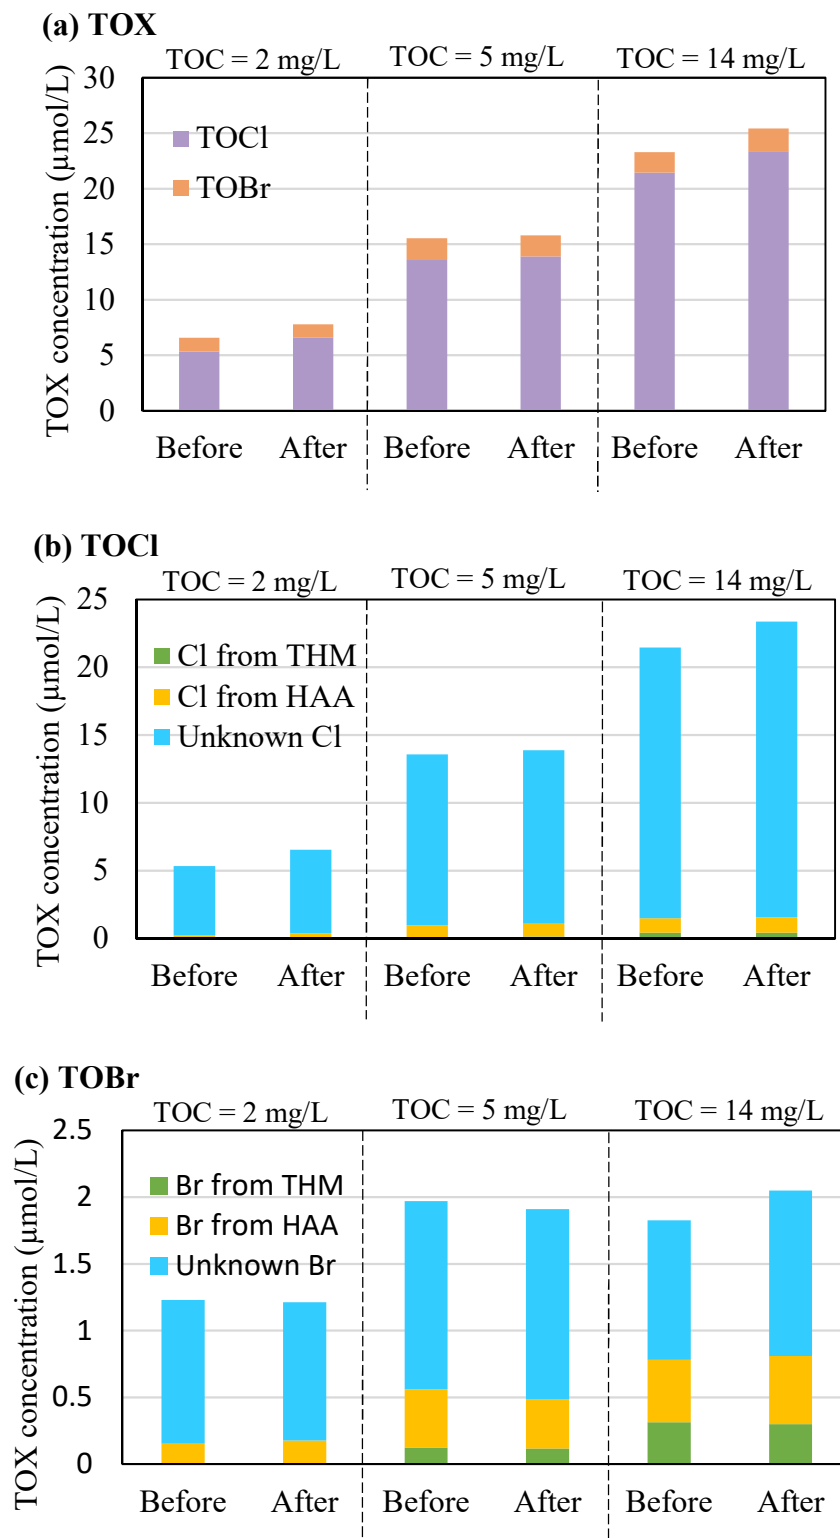 (a) TOX
TOC = 2 mg/L TOC = 5 mg/L TOC = 14 mg/L
TOX concentration (µmol/L)
30
25
20
15
10
5
0
TOCl
TOBr
Before After Before After Before After
(b) TOCl
TOC = 2 mg/L TOC = 5 mg/L TOC = 14 mg/L
TOX concentration (µmol/L)
25
20
15
10
5
0
Cl from THM
Cl from HAA
Unknown Cl
Before After Before After Before After
(c) TOBr
TOC = 2 mg/L TOC = 5 mg/L TOC = 14 mg/L
TOX concentration (µmol/L)
2.5
2
1.5
1
0.5
0
Br from THM
Br from HAA
Unknown Br
Before After Before After Before After